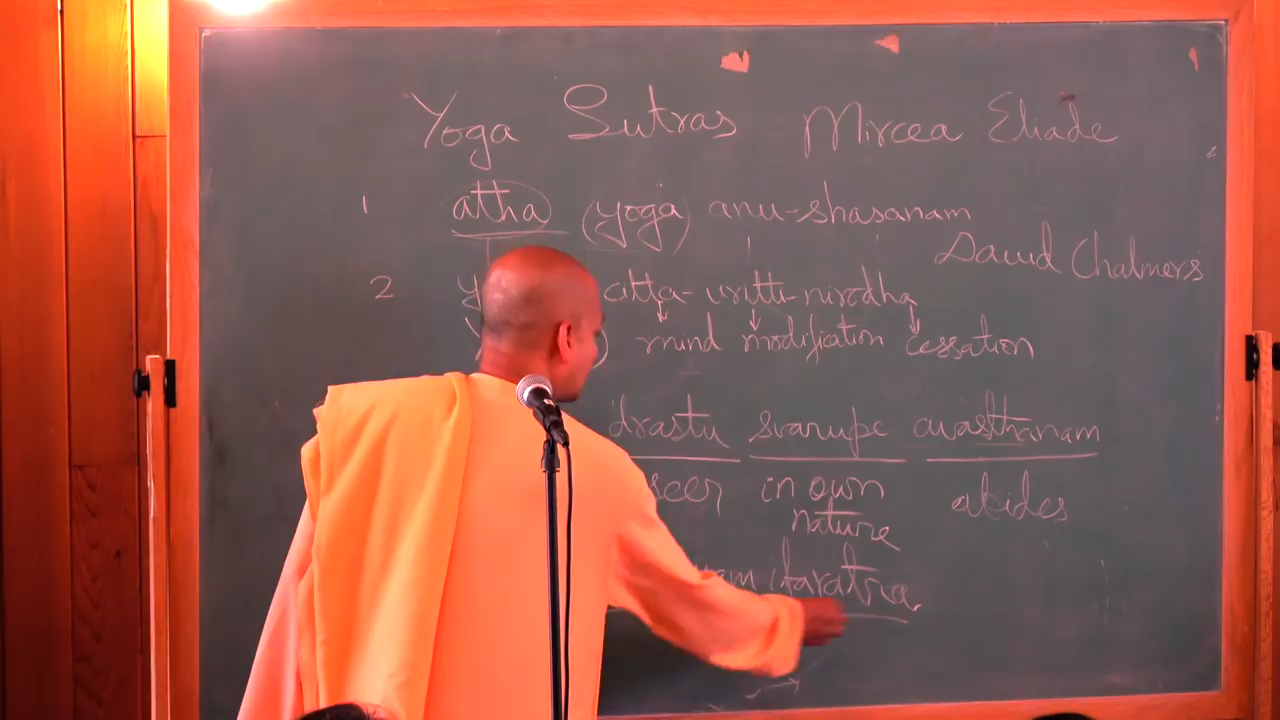 Yoga Sutras Mircea Eliade
1 atha (yoga) anu-shasanam
David Chalmers
2 citta-vritti-nirodha
mind modification cessation
drastu svarupe avasthanam
seer in own abides
nature
itaratra